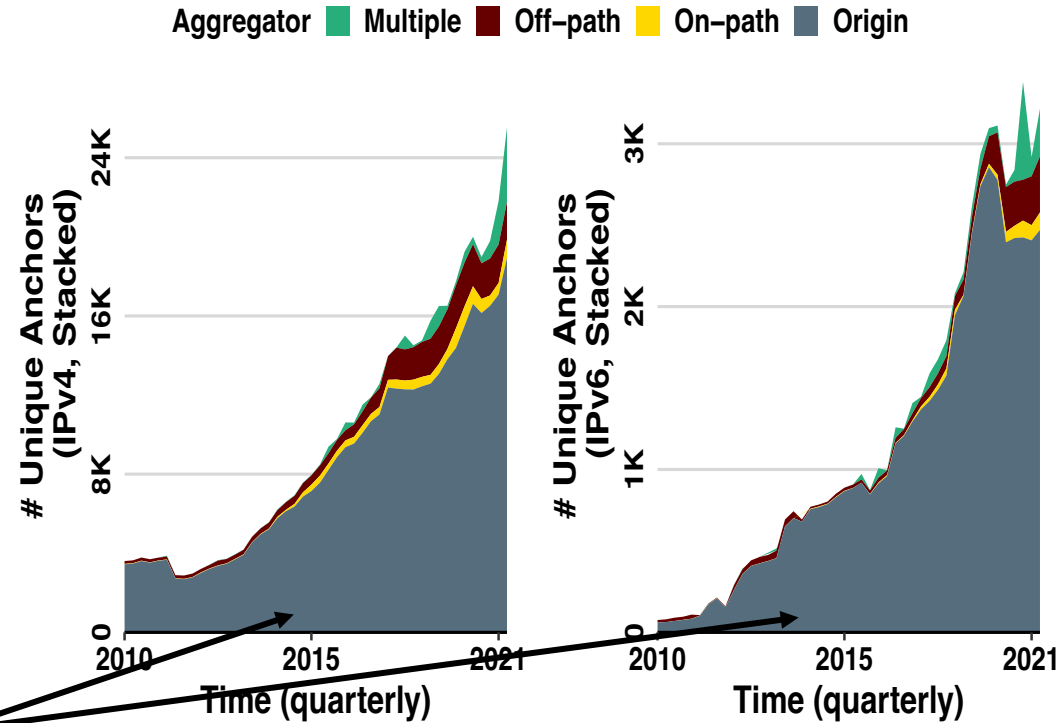 Aggregator Multiple Off–path On–path Origin
# Unique Anchors
(IPv4, Stacked)
24K
16K
8K
0
2010 2015 2021
Time (quarterly)
# Unique Anchors
(IPv6, Stacked)
3K
2K
1K
0
2010 2015 2021
Time (quarterly)